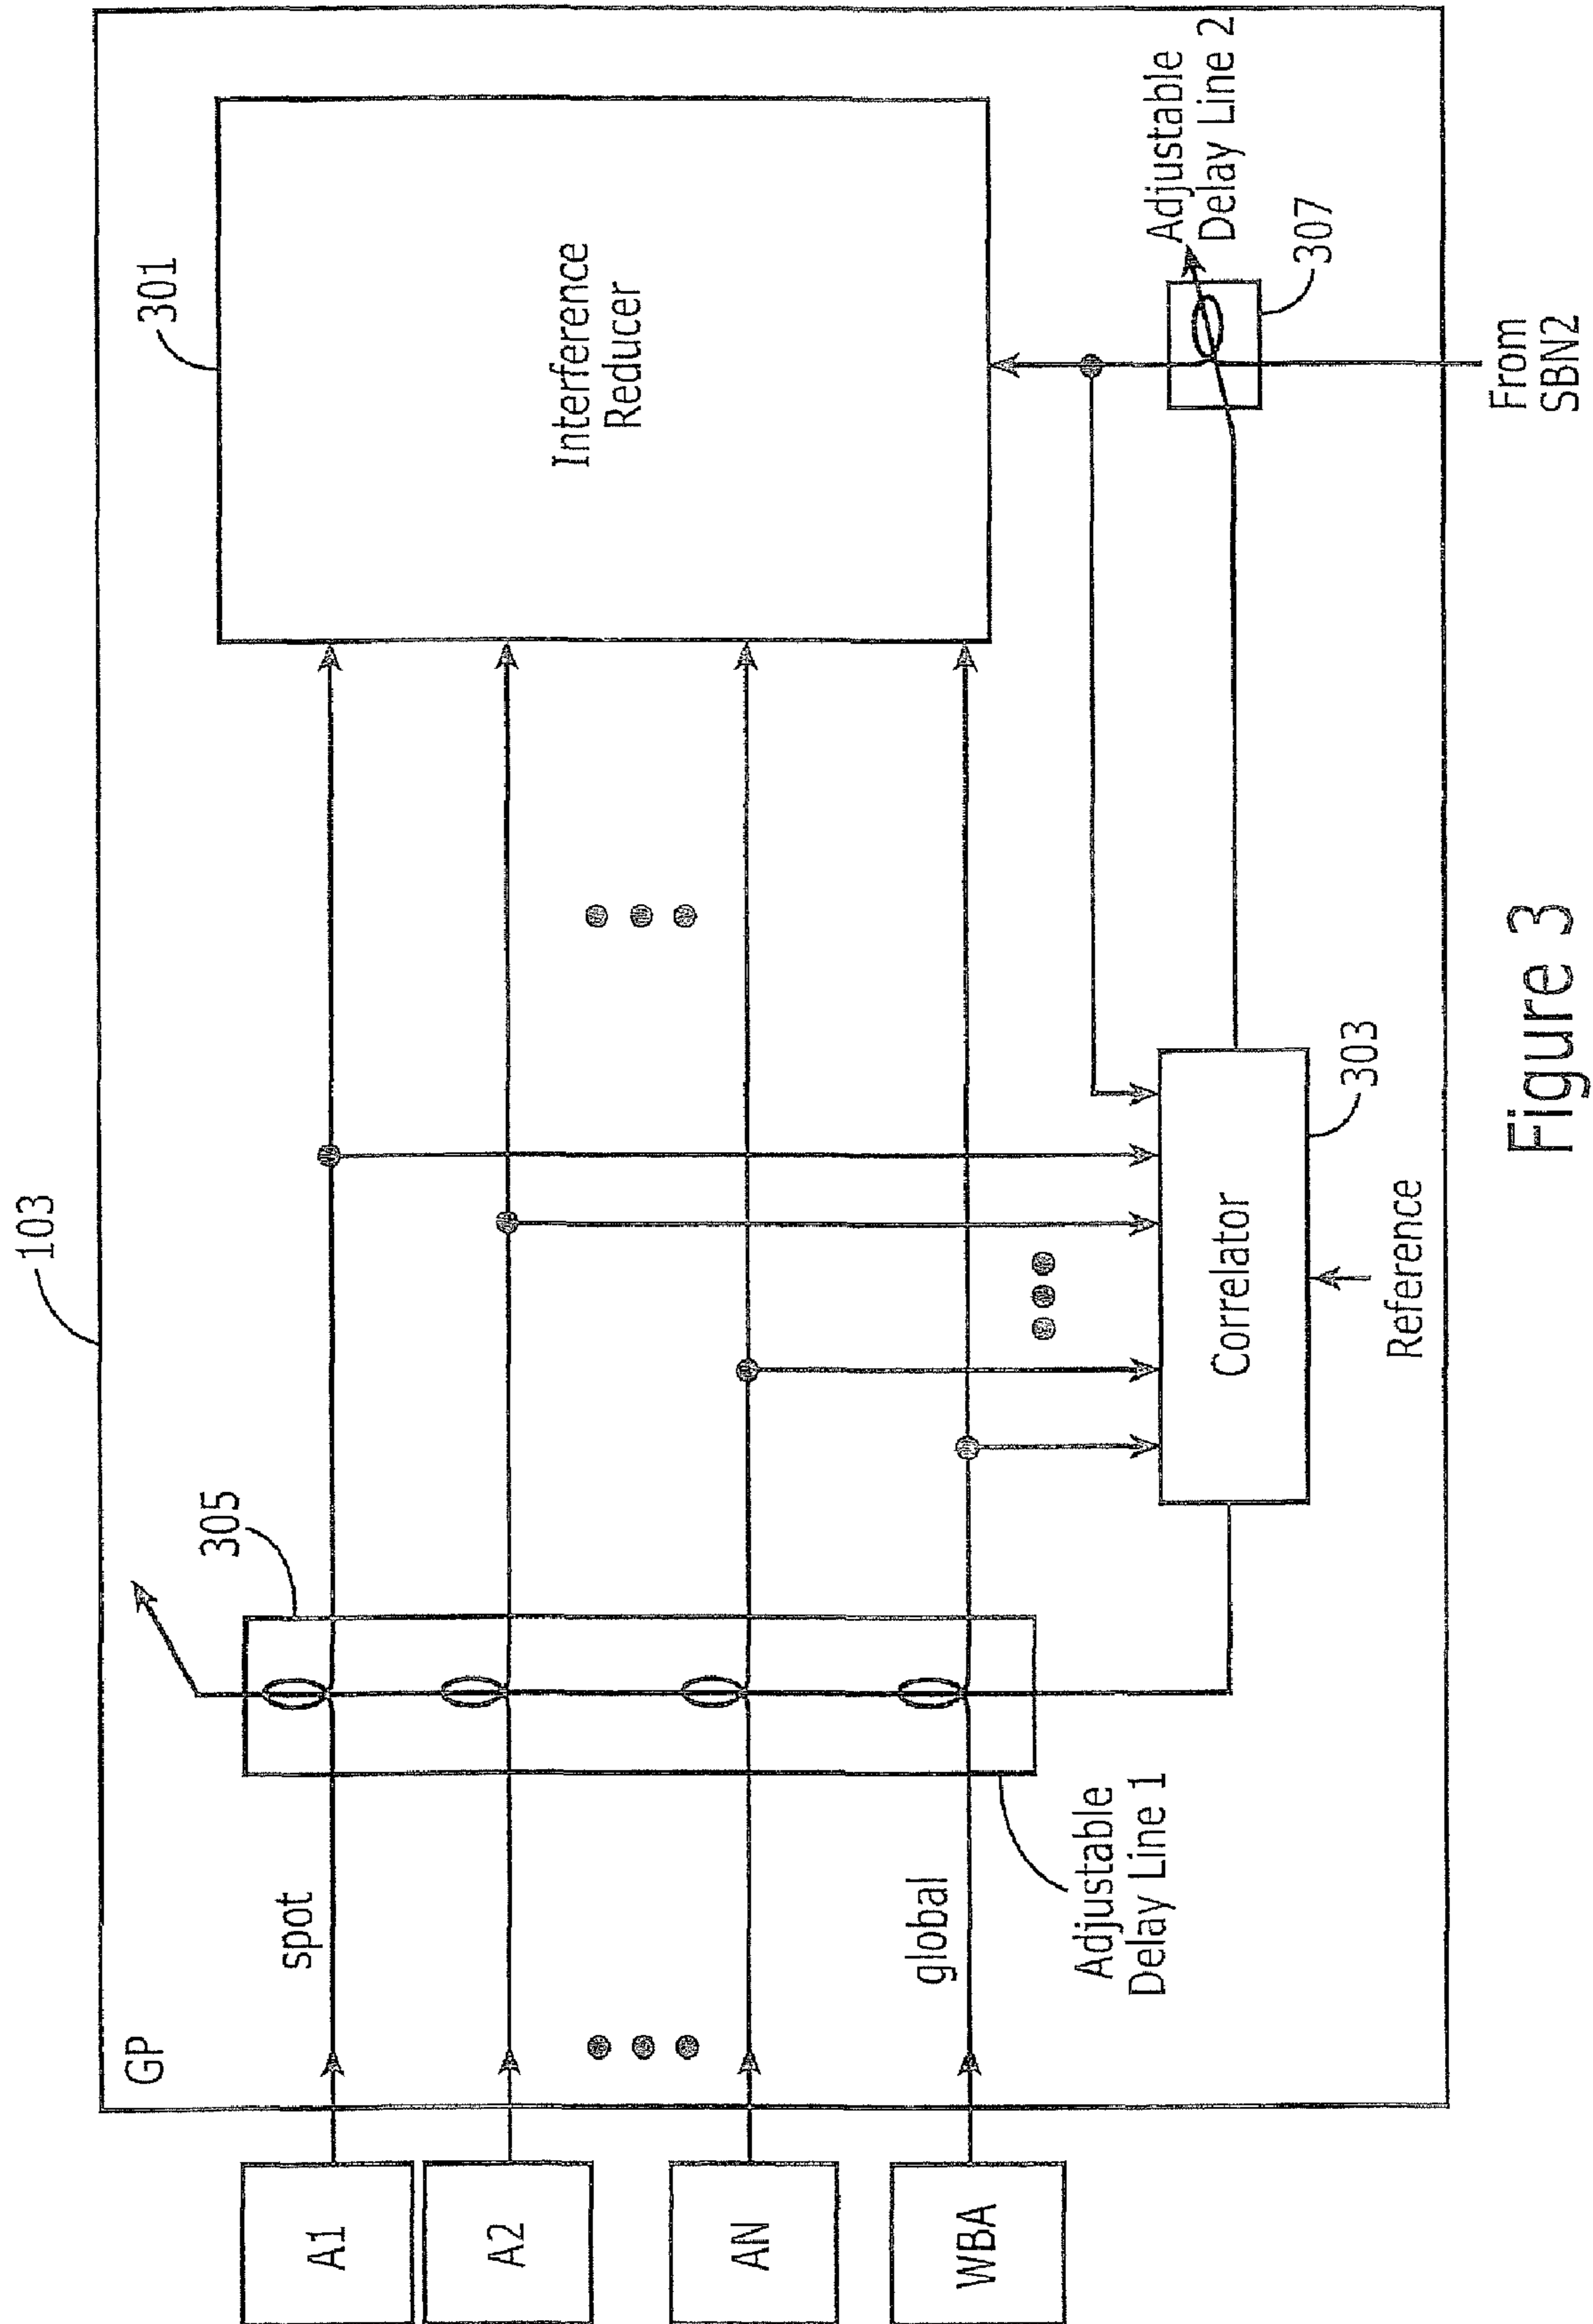 103
GP
301
305
spot
Interference
Reducer
global
Adjustable
Delay Line 1
Adjustable
Delay Line 2
307
Correlator
303
Reference
From
SBN2
A1
A2
AN
WBA
Figure 3